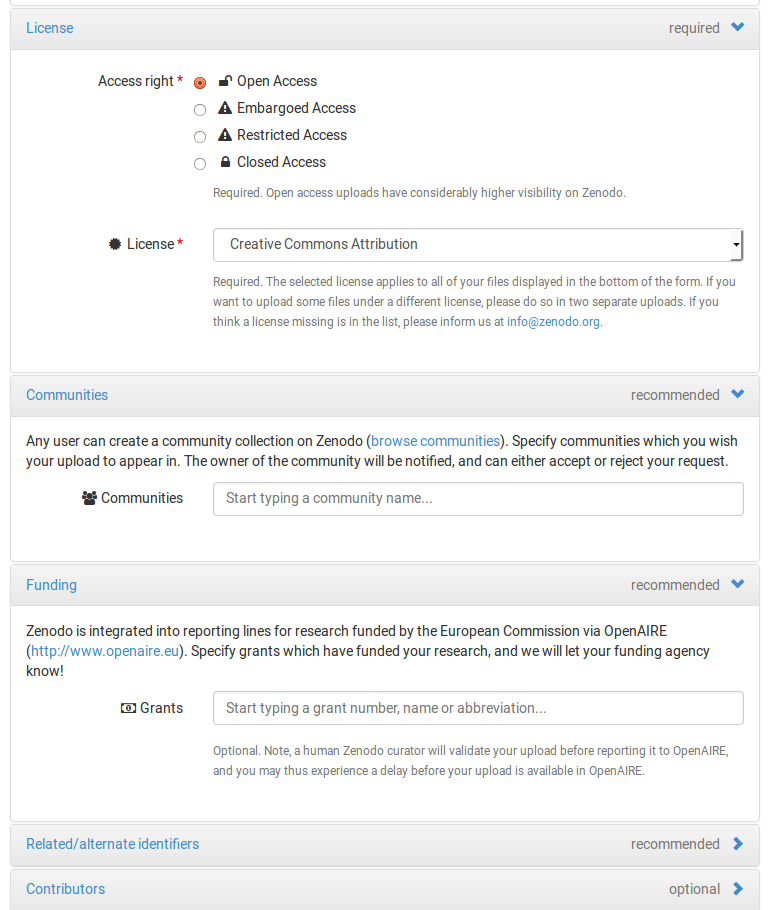 License required
Access right * Open Access
Embargoed Access
Restricted Access
Closed Access
Required. Open access uploads have considerably higher visibility on Zenodo.
License * Creative Commons Attribution
Required. The selected license applies to all of your files displayed in the bottom of the form. If you
want to upload some files under a different license, please do so in two separate uploads. If you
think a license missing is in the list, please inform us at info@zenodo.org.
Communities recommended
Any user can create a community collection on Zenodo (browse communities). Specify communities which you wish
your upload to appear in. The owner of the community will be notified, and can either accept or reject your request.
Communities Start typing a community name...
Funding recommended
Zenodo is integrated into reporting lines for research funded by the European Commission via OpenAIRE
(http://www.openaire.eu). Specify grants which have funded your research, and we will let your funding agency
know!
Grants Start typing a grant number, name or abbreviation...
Optional. Note, a human Zenodo curator will validate your upload before reporting it to OpenAIRE,
and you may thus experience a delay before your upload is available in OpenAIRE.
Related/alternate identifiers recommended
Contributors optional